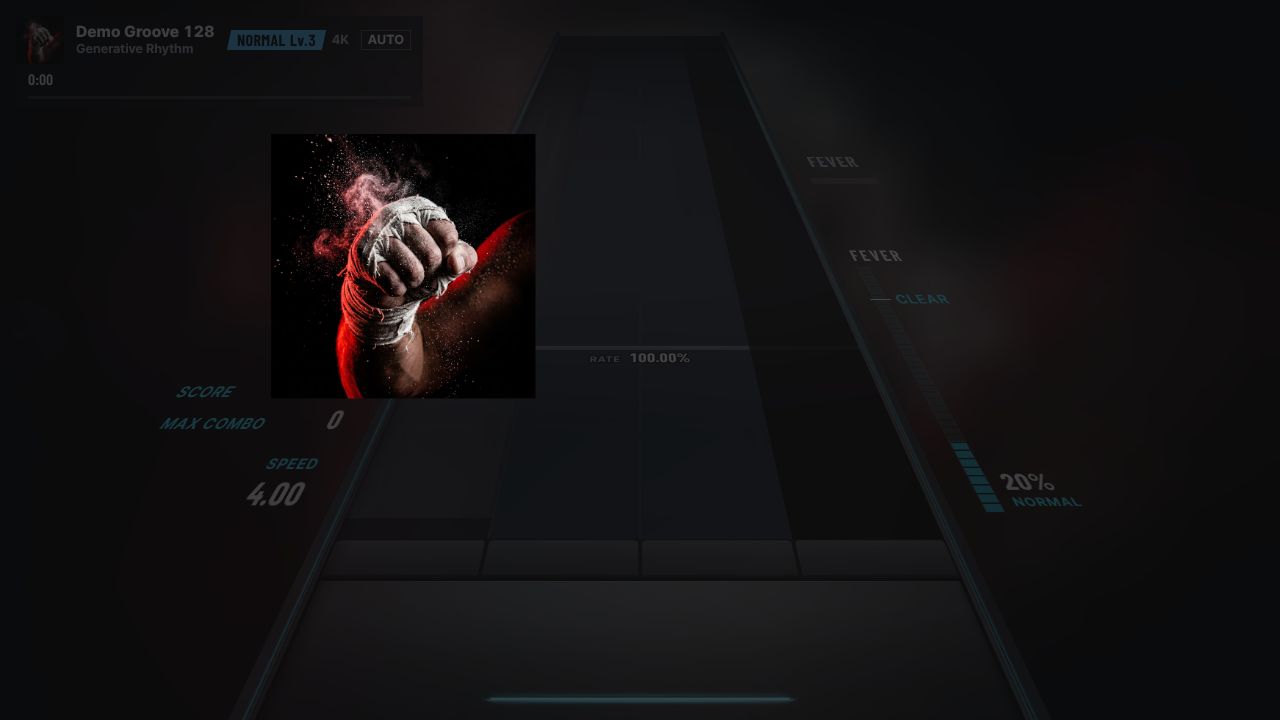 Demo Groove 128
Generative Rhythm
NORMAL Lv.3
4K
AUTO
0:00
FEVER
FEVER
CLEAR
RATE 100.00%
SCORE
MAX COMBO
0
SPEED
4.00
20%
NORMAL